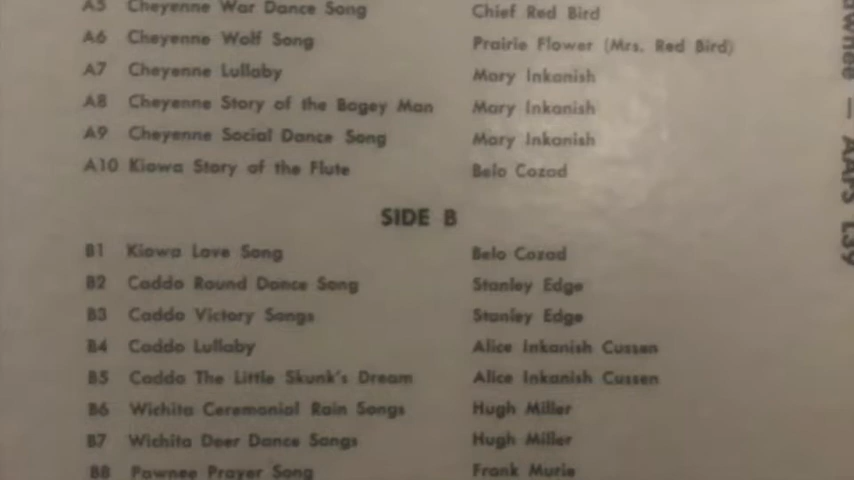 A5 Cheyenne War Dance Song Chief Red Bird
A6 Cheyenne Wolf Song Prairie Flower (Mrs. Red Bird)
A7 Cheyenne Lullaby Mary Inkanish
A8 Cheyenne Story of the Bogey Man Mary Inkanish
A9 Cheyenne Social Dance Song Mary Inkanish
A10 Kiowa Story of the Flute Belo Cozad
SIDE B
B1 Kiowa Love Song Belo Cozad
B2 Caddo Round Dance Song Stanley Edge
B3 Caddo Victory Songs Stanley Edge
B4 Caddo Lullaby Alice Inkanish Cussen
B5 Caddo The Little Skunk's Dream Alice Inkanish Cussen
B6 Wichita Ceremonial Rain Songs Hugh Miller
B7 Wichita Deer Dance Songs Hugh Miller
B8 Pawnee Prayer Song Frank Murie
— AAFS L39